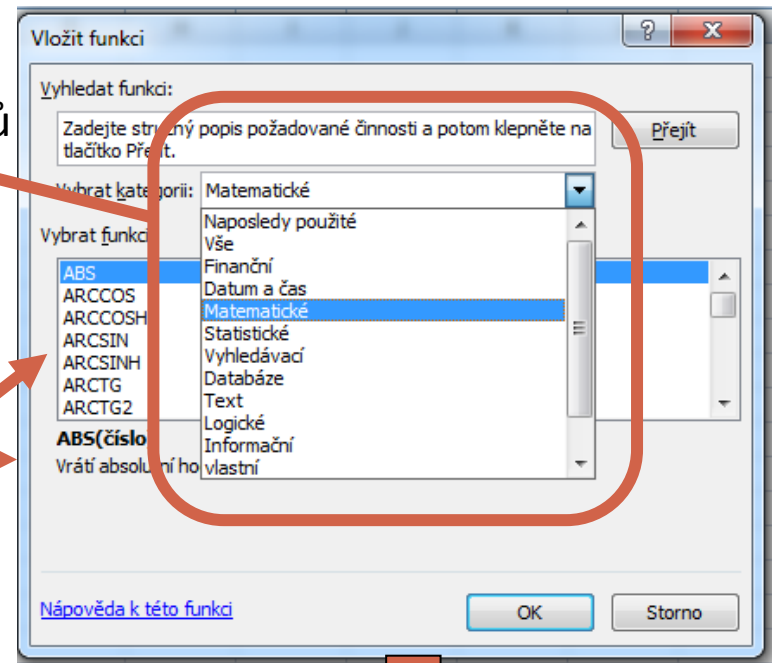 Vložit funkci
Vyhledat funkci:
ů
Zadejte stručný popis požadované činnosti a potom klepněte na
tlačítko Přejít.
Přejít
Vybrat kategorii: Matematické
Naposledy použité
Vše
Finanční
Datum a čas
Matematické
Statistické
Vyhledávací
Databáze
Text
Logické
Informační
vlastní
Vybrat funkci
ABS
ARCCOS
ARCCOSH
ARCSIN
ARCSINH
ARCTG
ARCTG2
ABS(číslo)
Vrátí absolutní ho
Nápověda k této funkci
OK
Storno